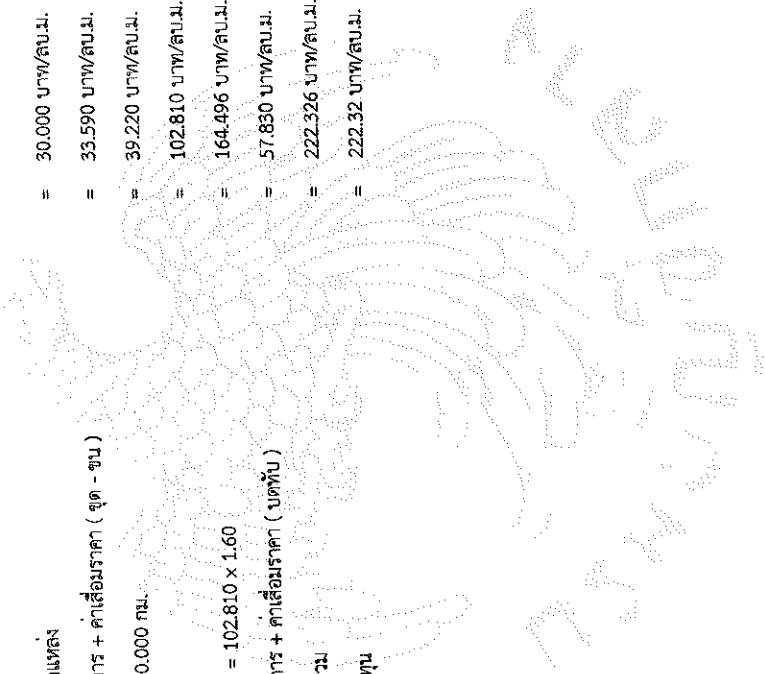 แหล่ง = 30.000 บาท/ลบ.ม.
การ + ค่าเสื่อมราคา ( ขุด - ขน ) = 33.590 บาท/ลบ.ม.
0.000 กม. = 39.220 บาท/ลบ.ม.
= 102.810 บาท/ลบ.ม.
= 102.810 x 1.60 = 164.496 บาท/ลบ.ม.
การ + ค่าเสื่อมราคา ( บดทับ ) = 57.830 บาท/ลบ.ม.
รวม = 222.326 บาท/ลบ.ม.
ทุน = 222.32 บาท/ลบ.ม.